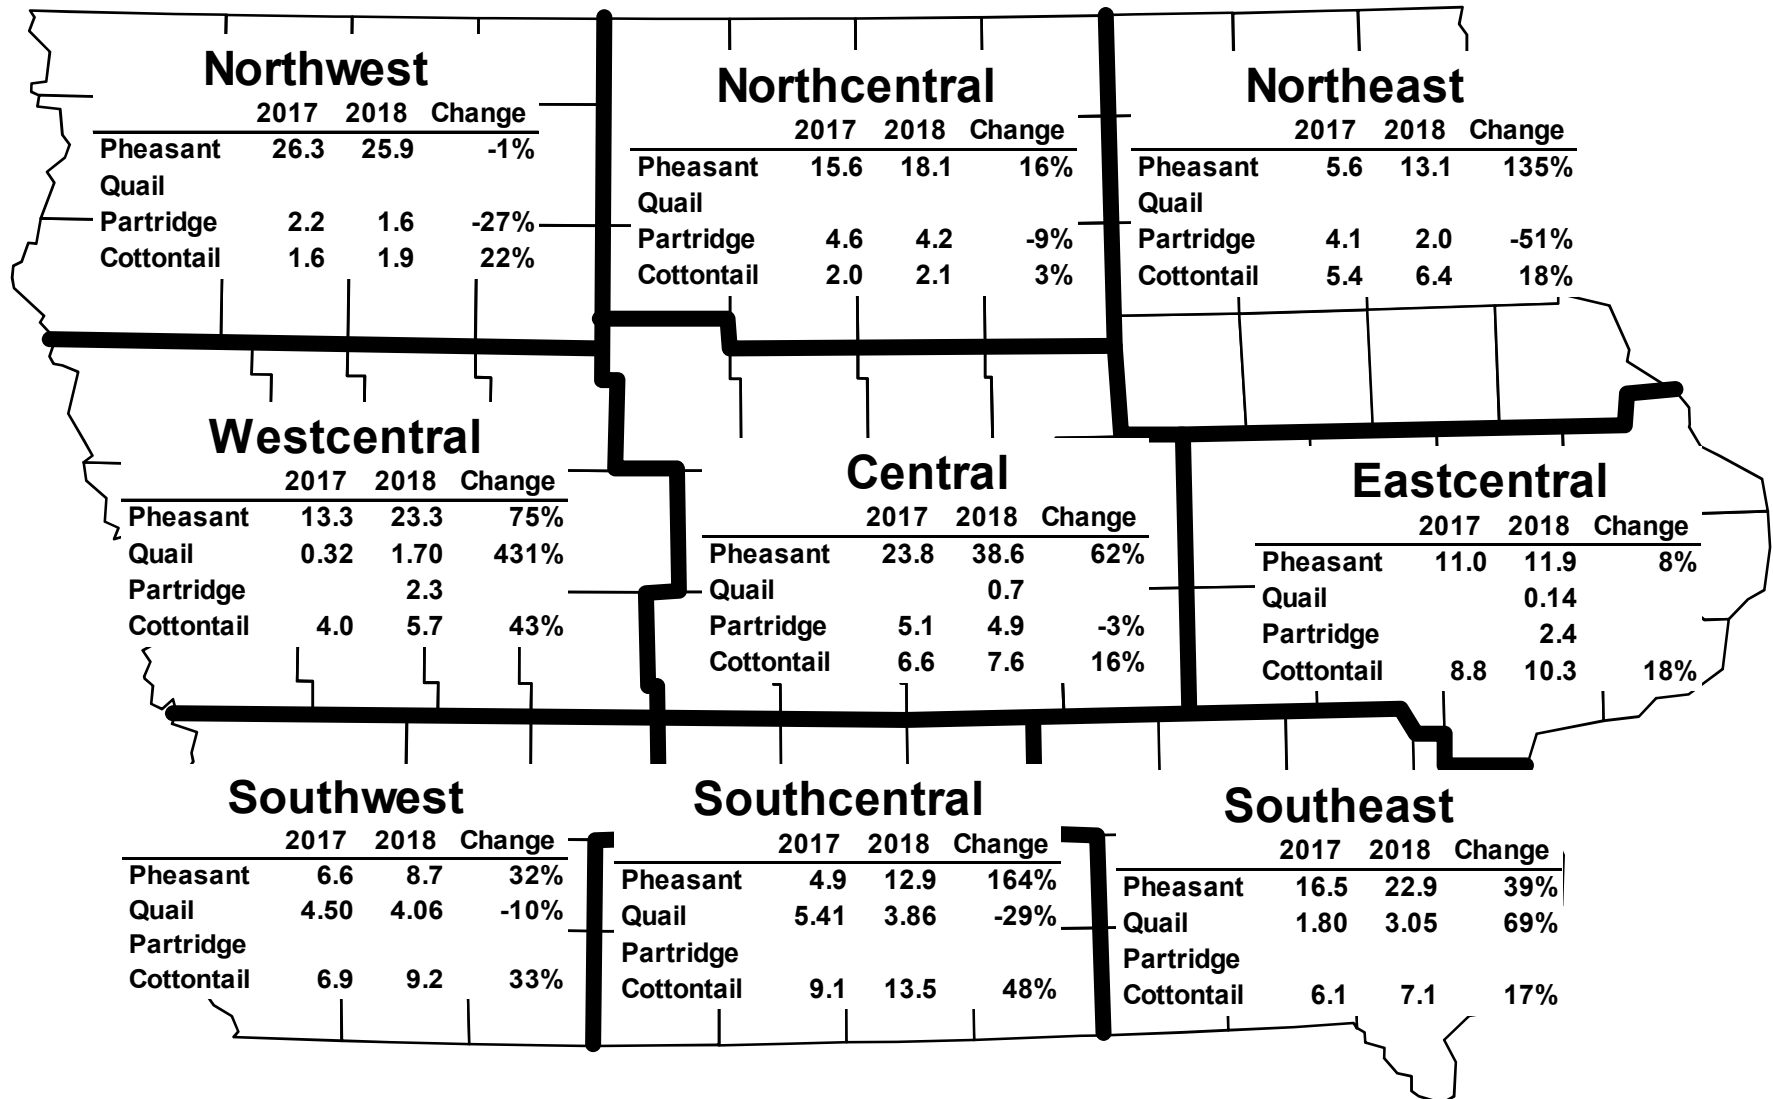 Northwest
2017 2018 Change
Pheasant 26.3 25.9 -1%
Quail
Partridge 2.2 1.6 -27%
Cottontail 1.6 1.9 22%
Northcentral
2017 2018 Change
Pheasant 15.6 18.1 16%
Quail
Partridge 4.6 4.2 -9%
Cottontail 2.0 2.1 3%
Northeast
2017 2018 Change
Pheasant 5.6 13.1 135%
Quail
Partridge 4.1 2.0 -51%
Cottontail 5.4 6.4 18%
Westcentral
2017 2018 Change
Pheasant 13.3 23.3 75%
Quail 0.32 1.70 431%
Partridge 2.3
Cottontail 4.0 5.7 43%
Central
2017 2018 Change
Pheasant 23.8 38.6 62%
Quail 0.7
Partridge 5.1 4.9 -3%
Cottontail 6.6 7.6 16%
Eastcentral
2017 2018 Change
Pheasant 11.0 11.9 8%
Quail 0.14
Partridge 2.4
Cottontail 8.8 10.3 18%
Southwest
2017 2018 Change
Pheasant 6.6 8.7 32%
Quail 4.50 4.06 -10%
Partridge
Cottontail 6.9 9.2 33%
Southcentral
2017 2018 Change
Pheasant 4.9 12.9 164%
Quail 5.41 3.86 -29%
Partridge
Cottontail 9.1 13.5 48%
Southeast
2017 2018 Change
Pheasant 16.5 22.9 39%
Quail 1.80 3.05 69%
Partridge
Cottontail 6.1 7.1 17%